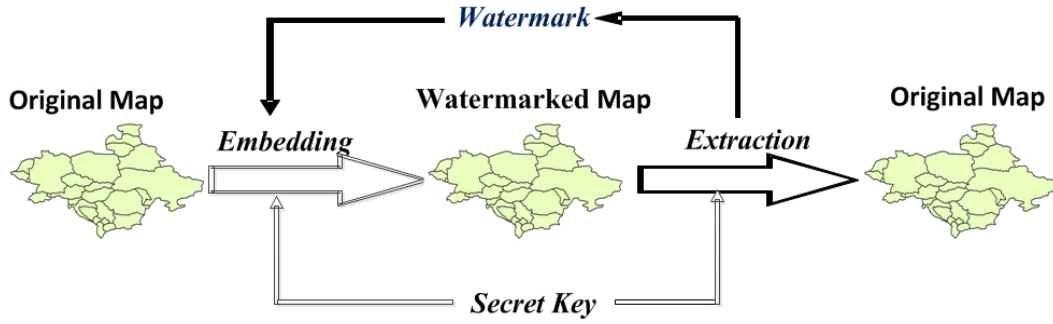 Watermark
Original Map
Watermarked Map
Original Map
Embedding
Extraction
Secret Key